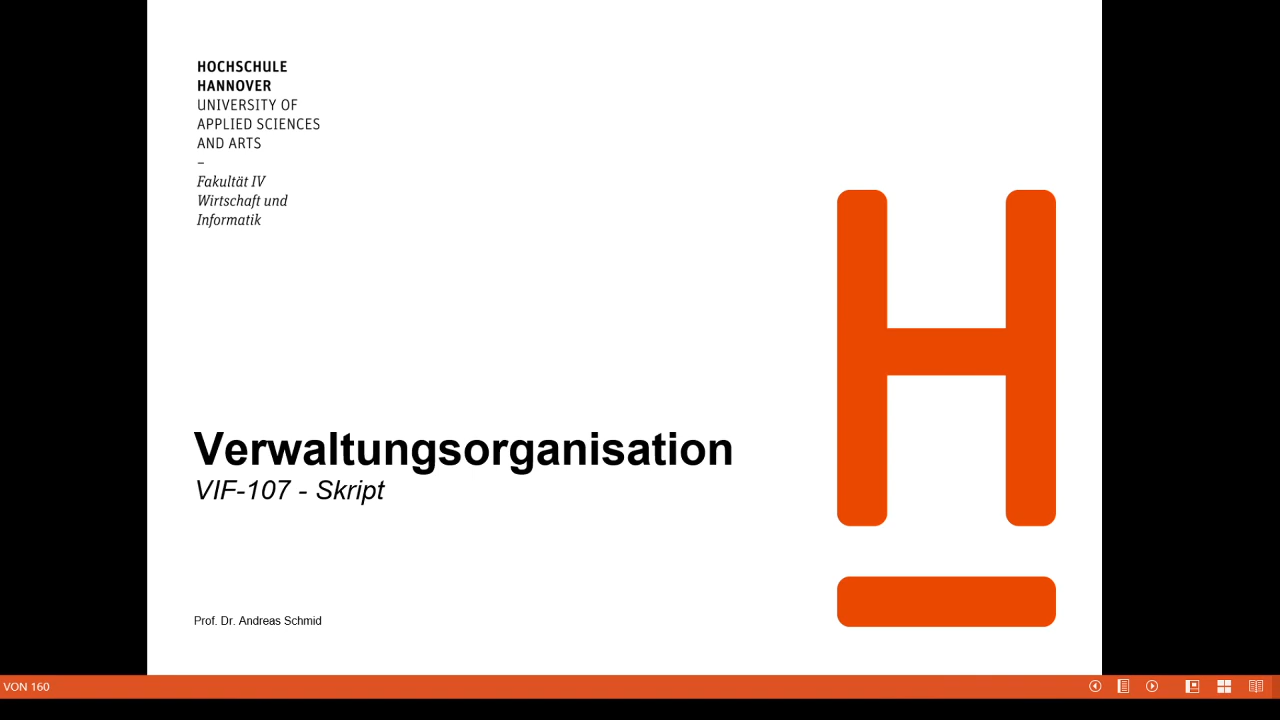 HOCHSCHULE
HANNOVER
UNIVERSITY OF
APPLIED SCIENCES
AND ARTS
–
Fakultät IV
Wirtschaft und
Informatik
H
Verwaltungsorganisation
VIF-107 - Skript
Prof. Dr. Andreas Schmid
VON 160